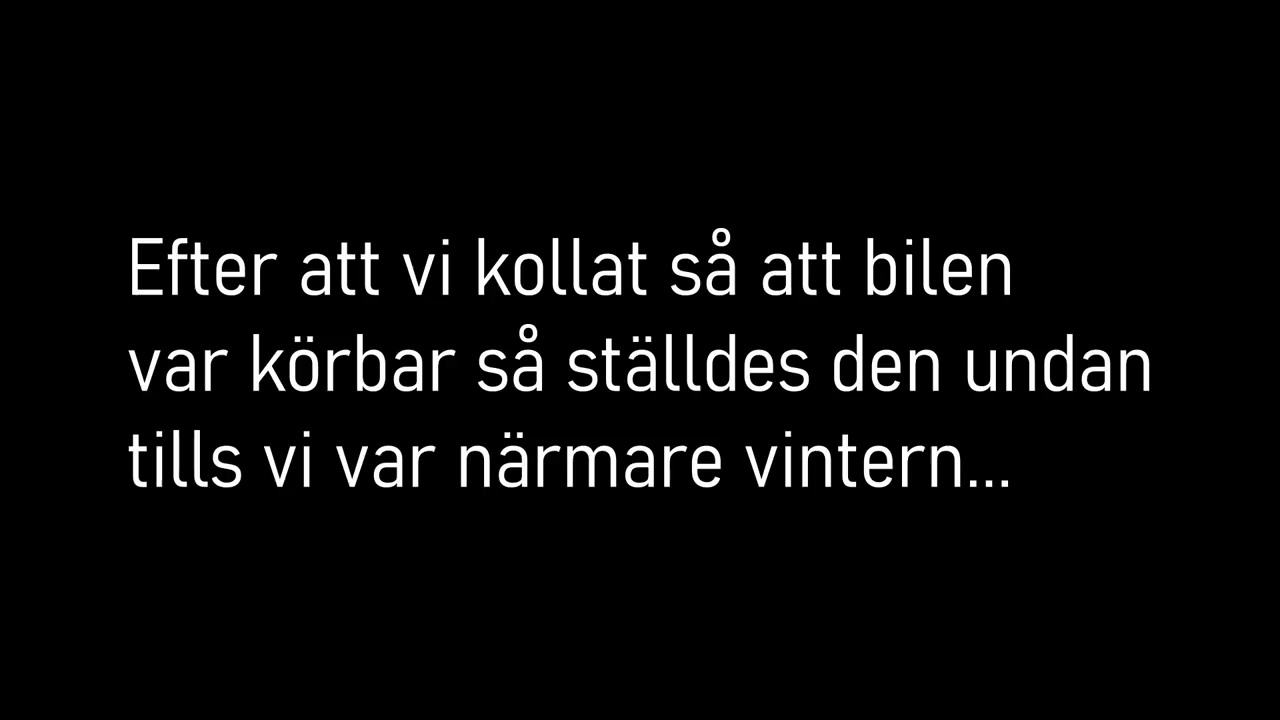 Efter att vi kollat så att bilen
var körbar så ställdes den undan
tills vi var närmare vintern...